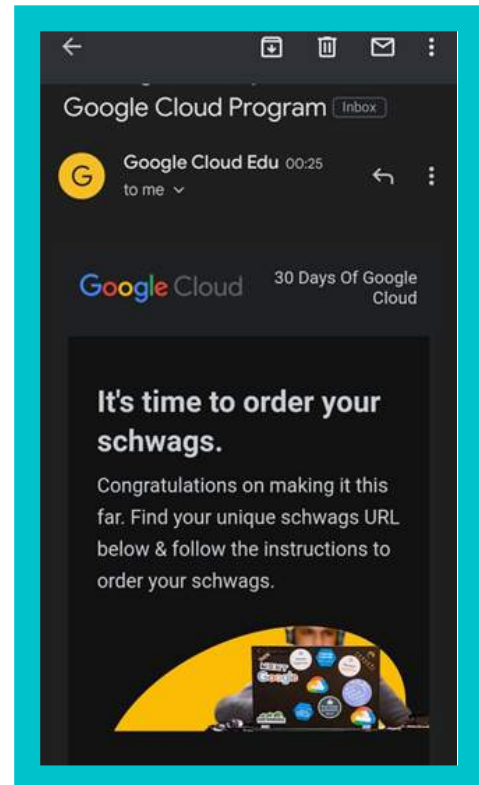 Google Cloud Program Inbox
G
Google Cloud Edu 00:25
to me
Google Cloud
30 Days Of Google
Cloud
It's time to order your
schwags.
Congratulations on making it this
far. Find your unique schwags URL
below & follow the instructions to
order your schwags.
Google